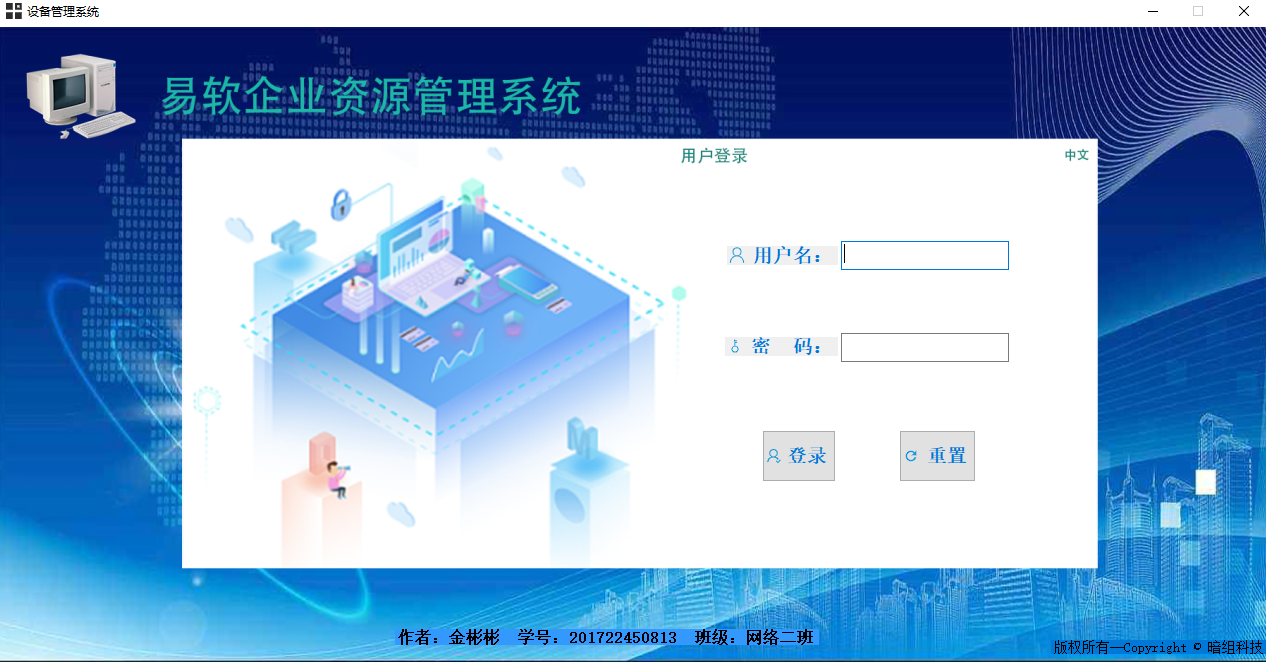 设备管理系统
易软企业资源管理系统
用户登录
中文
用户名：
密 码：
登录 重置
作者：金彬彬 学号：201722450813 班级：网络二班
版权所有—Copyright © 暗组科技